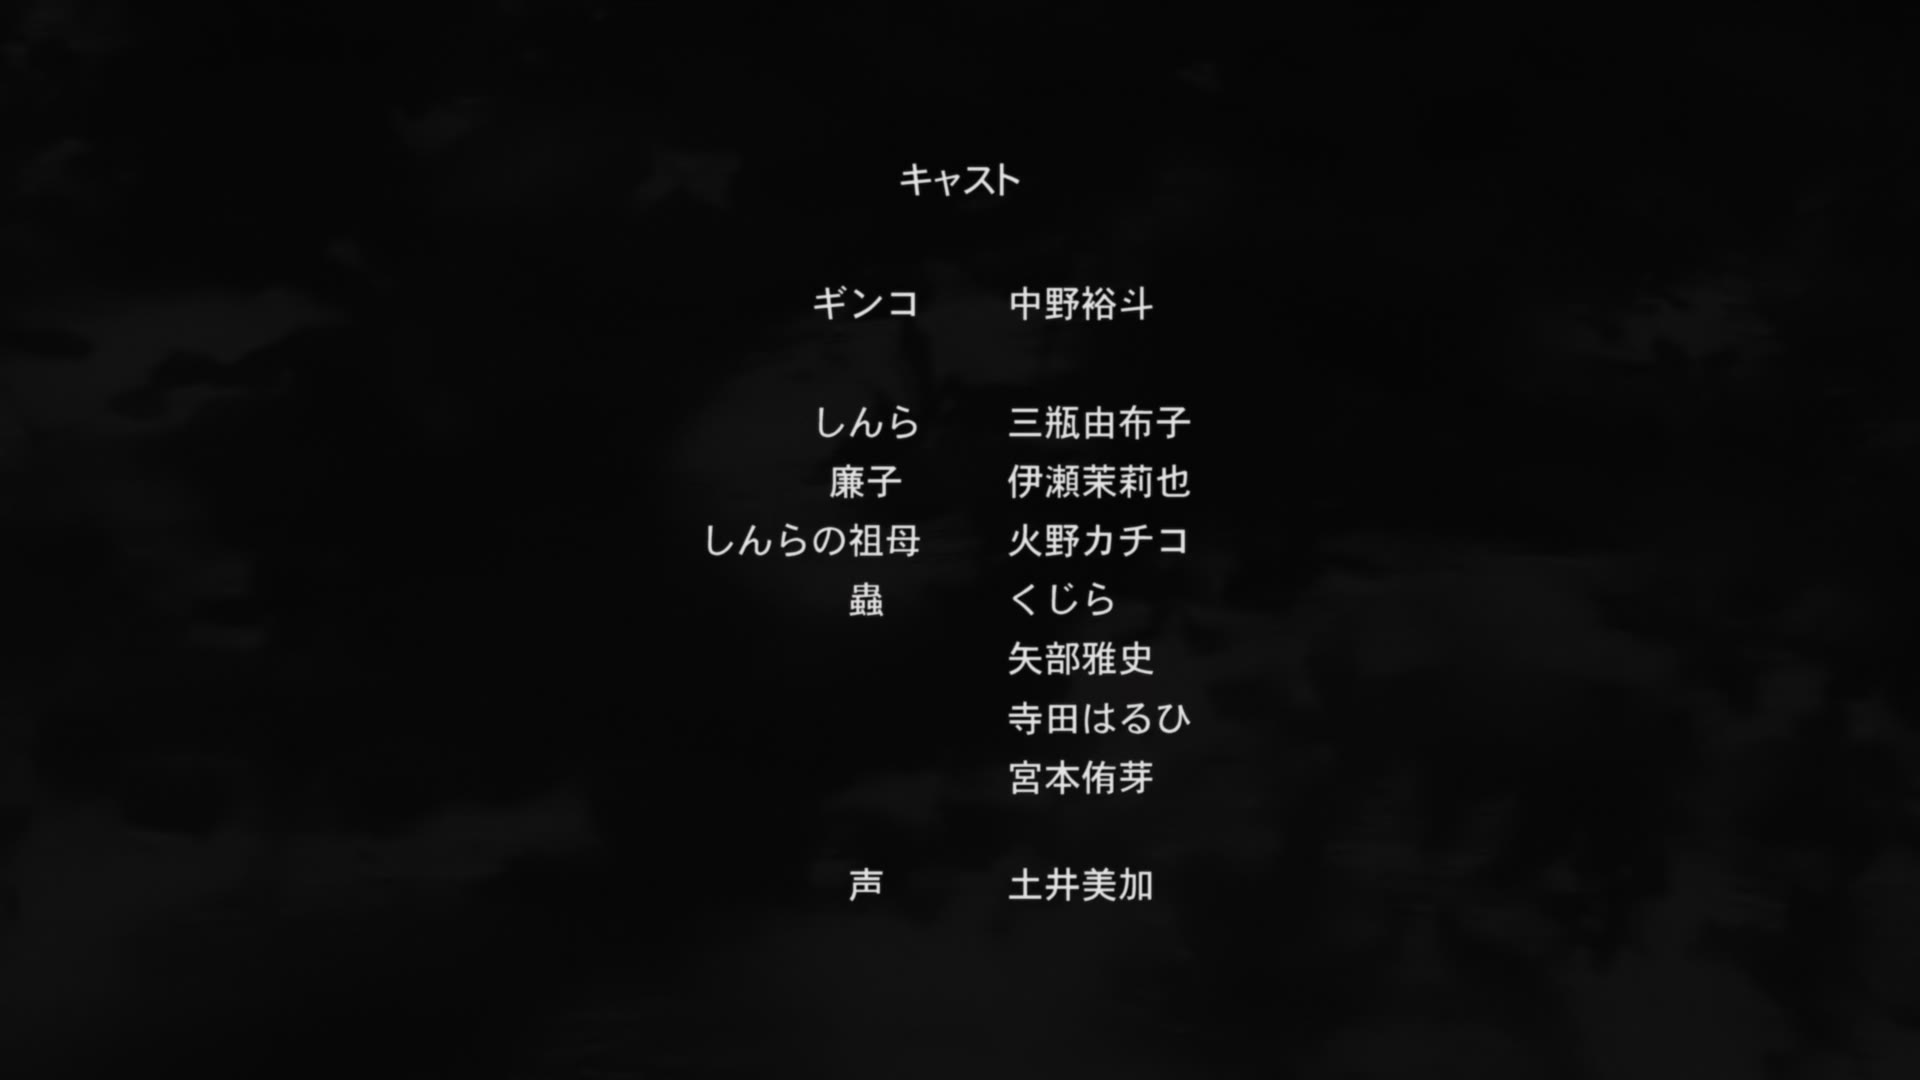 キャスト
ギンコ 中野裕斗
しんら 三瓶由布子
廉子 伊瀬茉莉也
しんらの祖母 火野カチコ
蟲 くじら
矢部雅史
寺田はるひ
宮本侑芽
声 土井美加